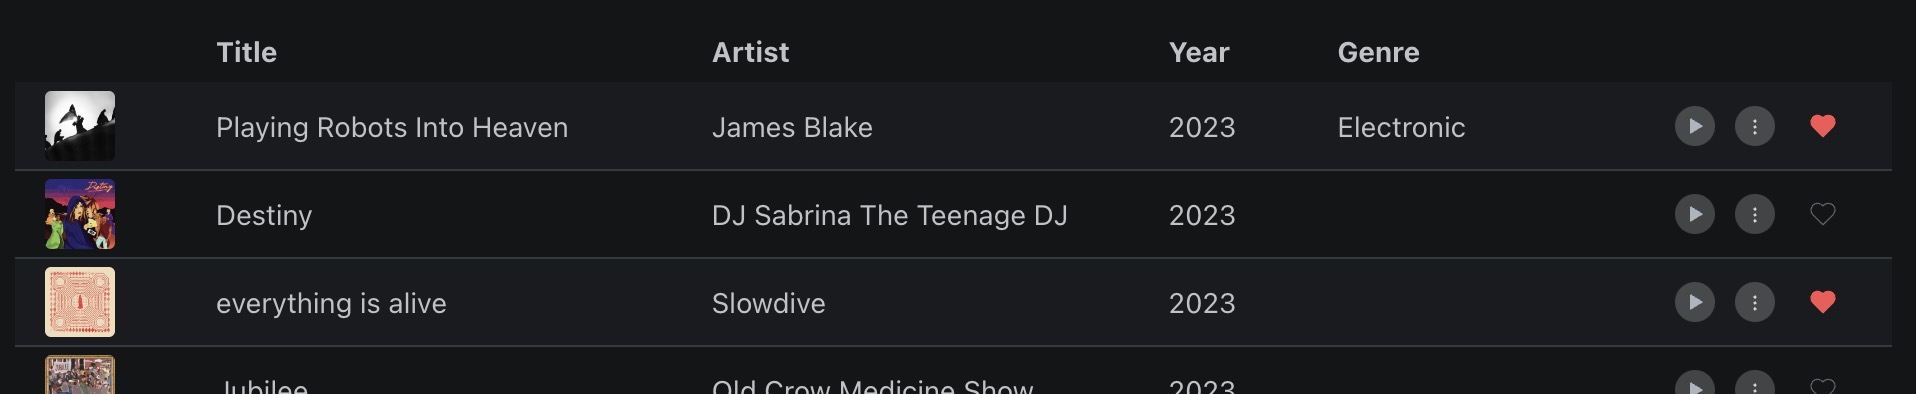 Title Artist Year Genre
Playing Robots Into Heaven James Blake 2023 Electronic
Destiny DJ Sabrina The Teenage DJ 2023
everything is alive Slowdive 2023
Jubilee Old Crow Medicine Show 2023